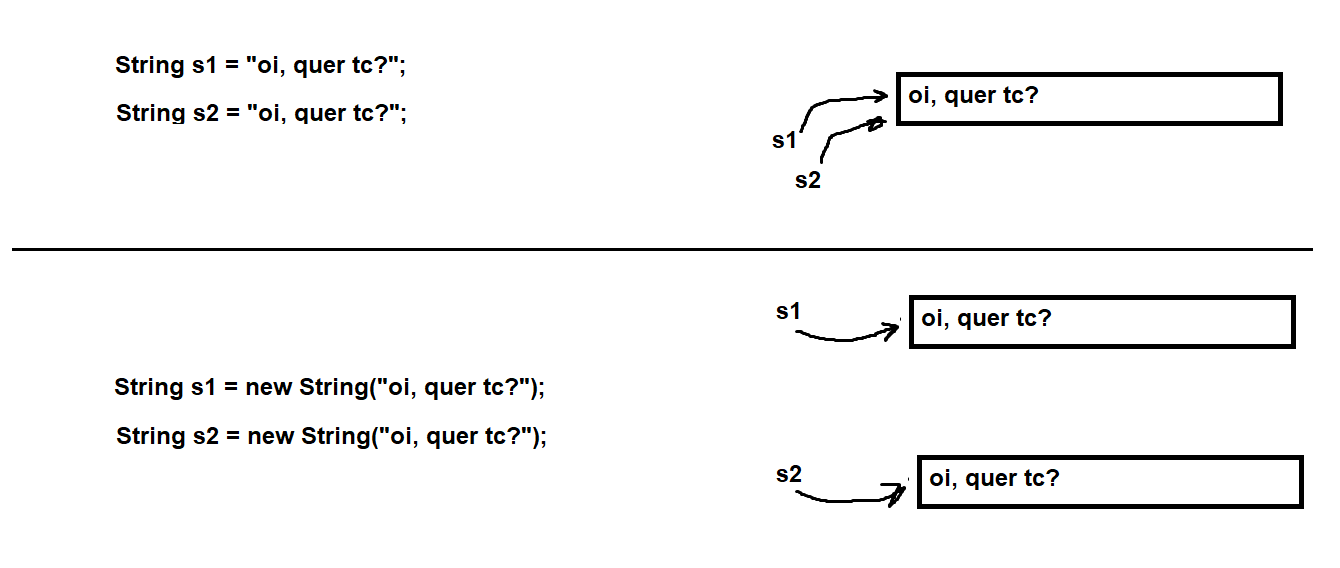 String s1 = "oi, quer tc?";
String s2 = "oi, quer tc?";
oi, quer tc?
s1
s2
s1
oi, quer tc?
String s1 = new String("oi, quer tc?");
String s2 = new String("oi, quer tc?");
s2
oi, quer tc?